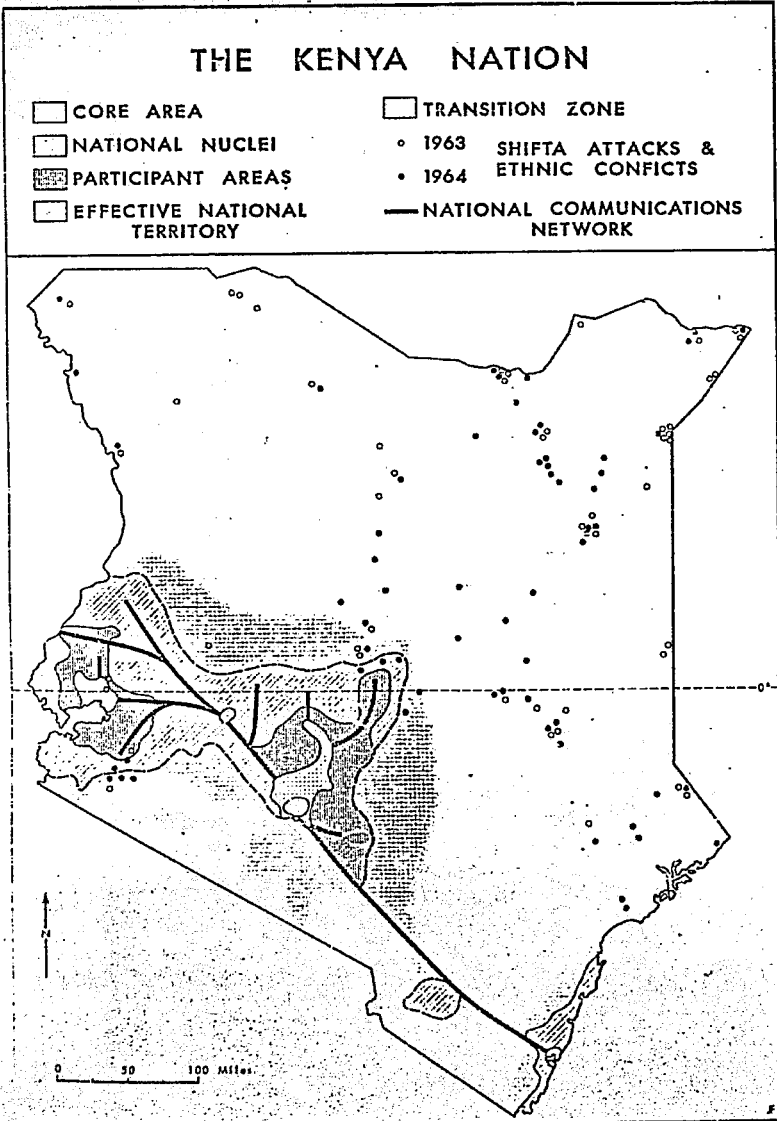 THE KENYA NATION
CORE AREA
NATIONAL NUCLEI
PARTICIPANT AREAS
EFFECTIVE NATIONAL
TERRITORY
TRANSITION ZONE
1963
1964
SHIFTA ATTACKS &
ETHNIC CONFICTS
NATIONAL COMMUNICATIONS
NETWORK
0°
N
0 50 100 Miles